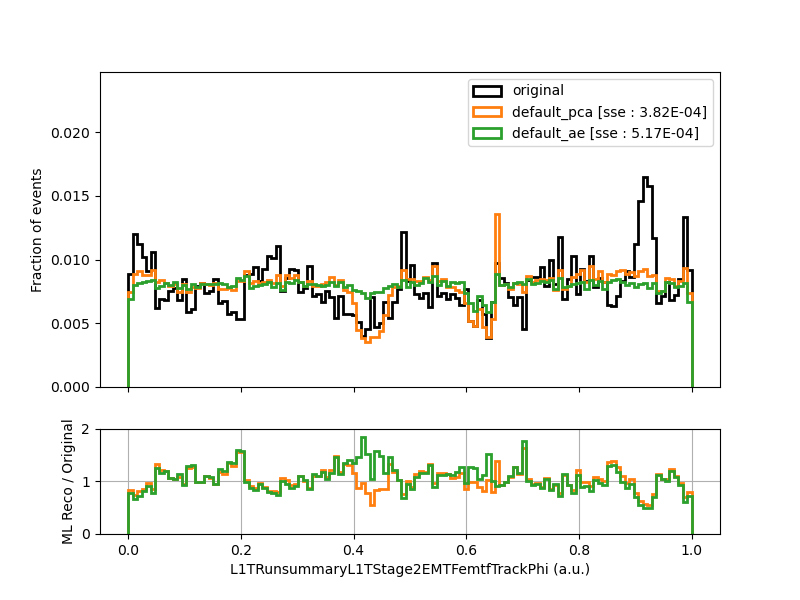 original
default_pca [sse : 3.82E-04]
default_ae [sse : 5.17E-04]
Fraction of events
0.020
0.015
0.010
0.005
0.000
ML Reco / Original
2
1
0
0.0 0.2 0.4 0.6 0.8 1.0
L1TRunsummaryL1TStage2EMTFemtfTrackPhi (a.u.)